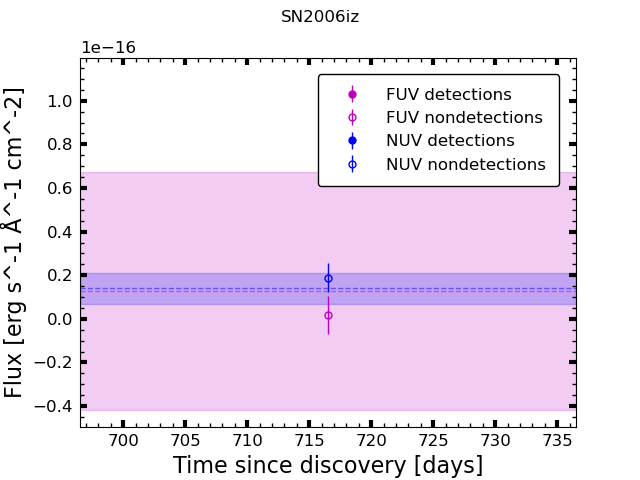 SN2006iz
1e−16
Flux [erg s^-1 Å^-1 cm^-2]
1.0
0.8
0.6
0.4
0.2
0.0
−0.2
−0.4
FUV detections
FUV nondetections
NUV detections
NUV nondetections
700 705 710 715 720 725 730 735
Time since discovery [days]